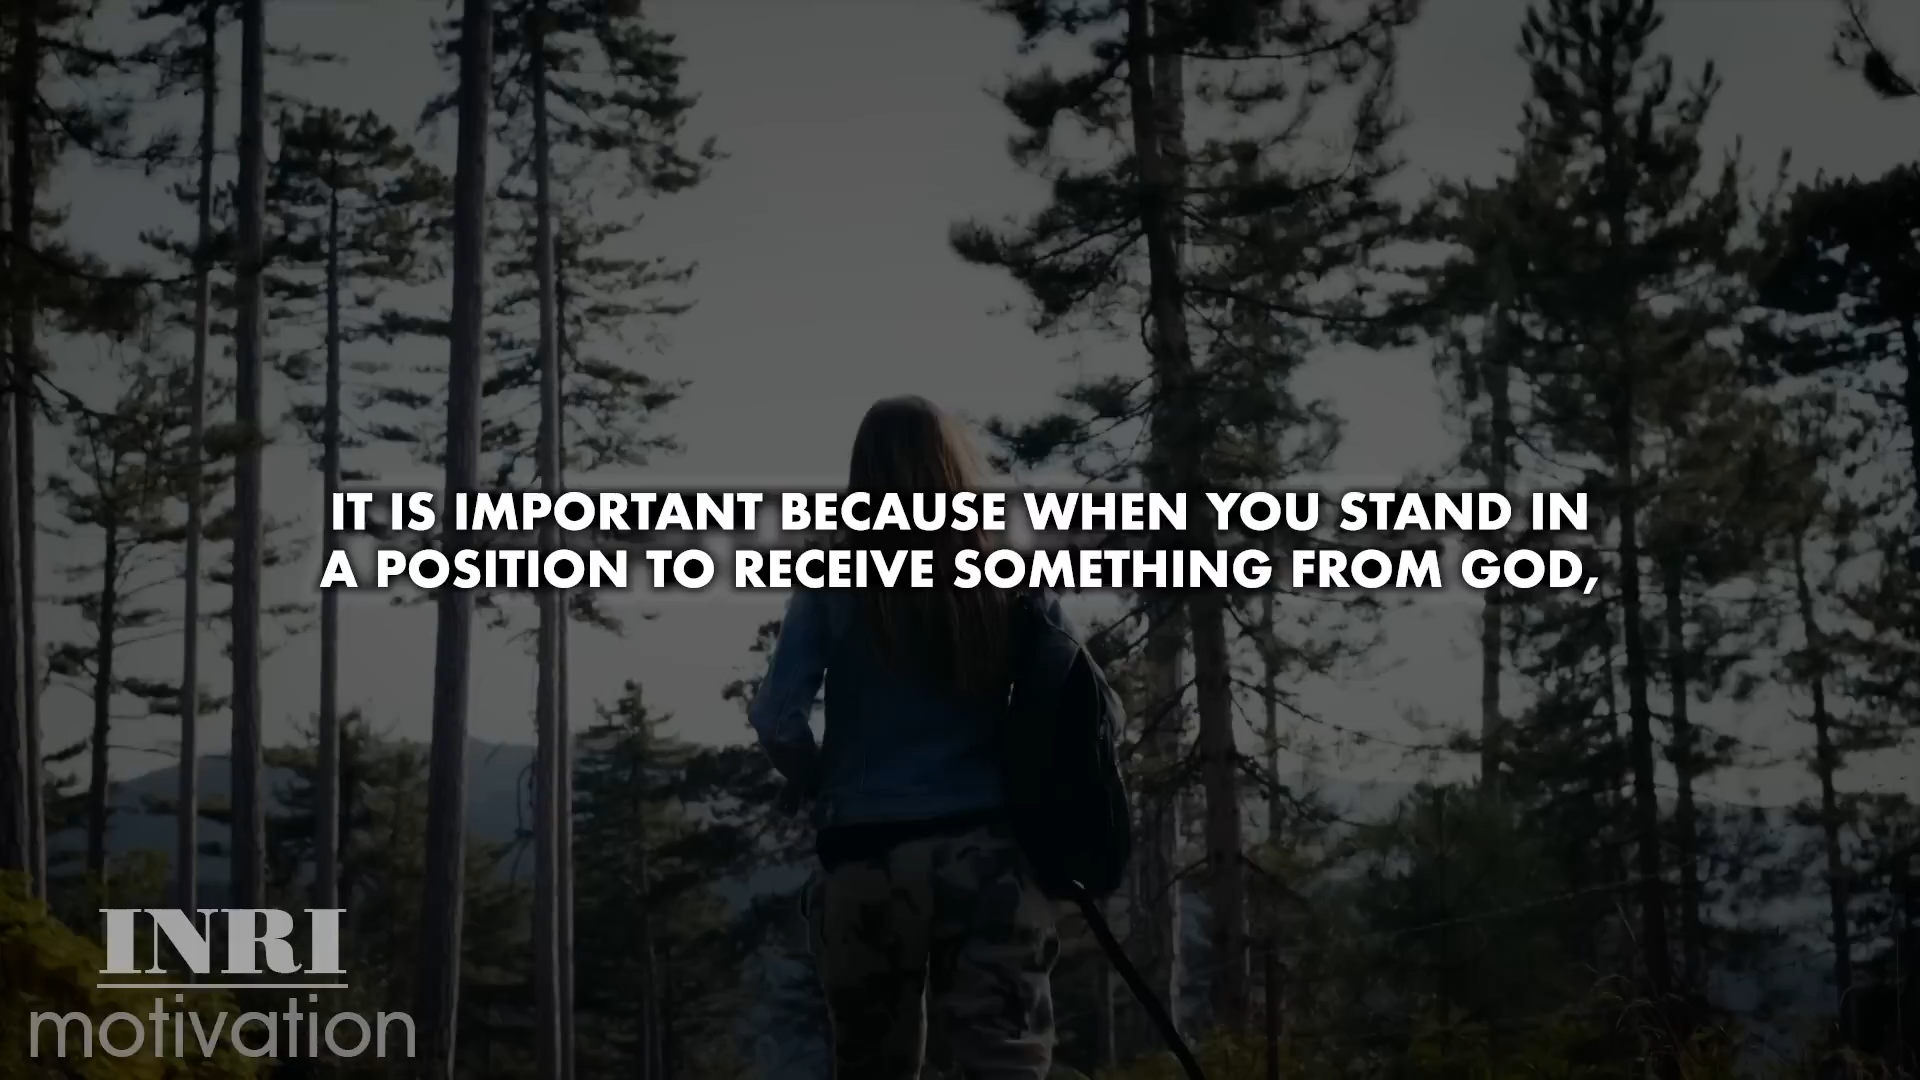 IT IS IMPORTANT BECAUSE WHEN YOU STAND IN
A POSITION TO RECEIVE SOMETHING FROM GOD,
INRI
motivation